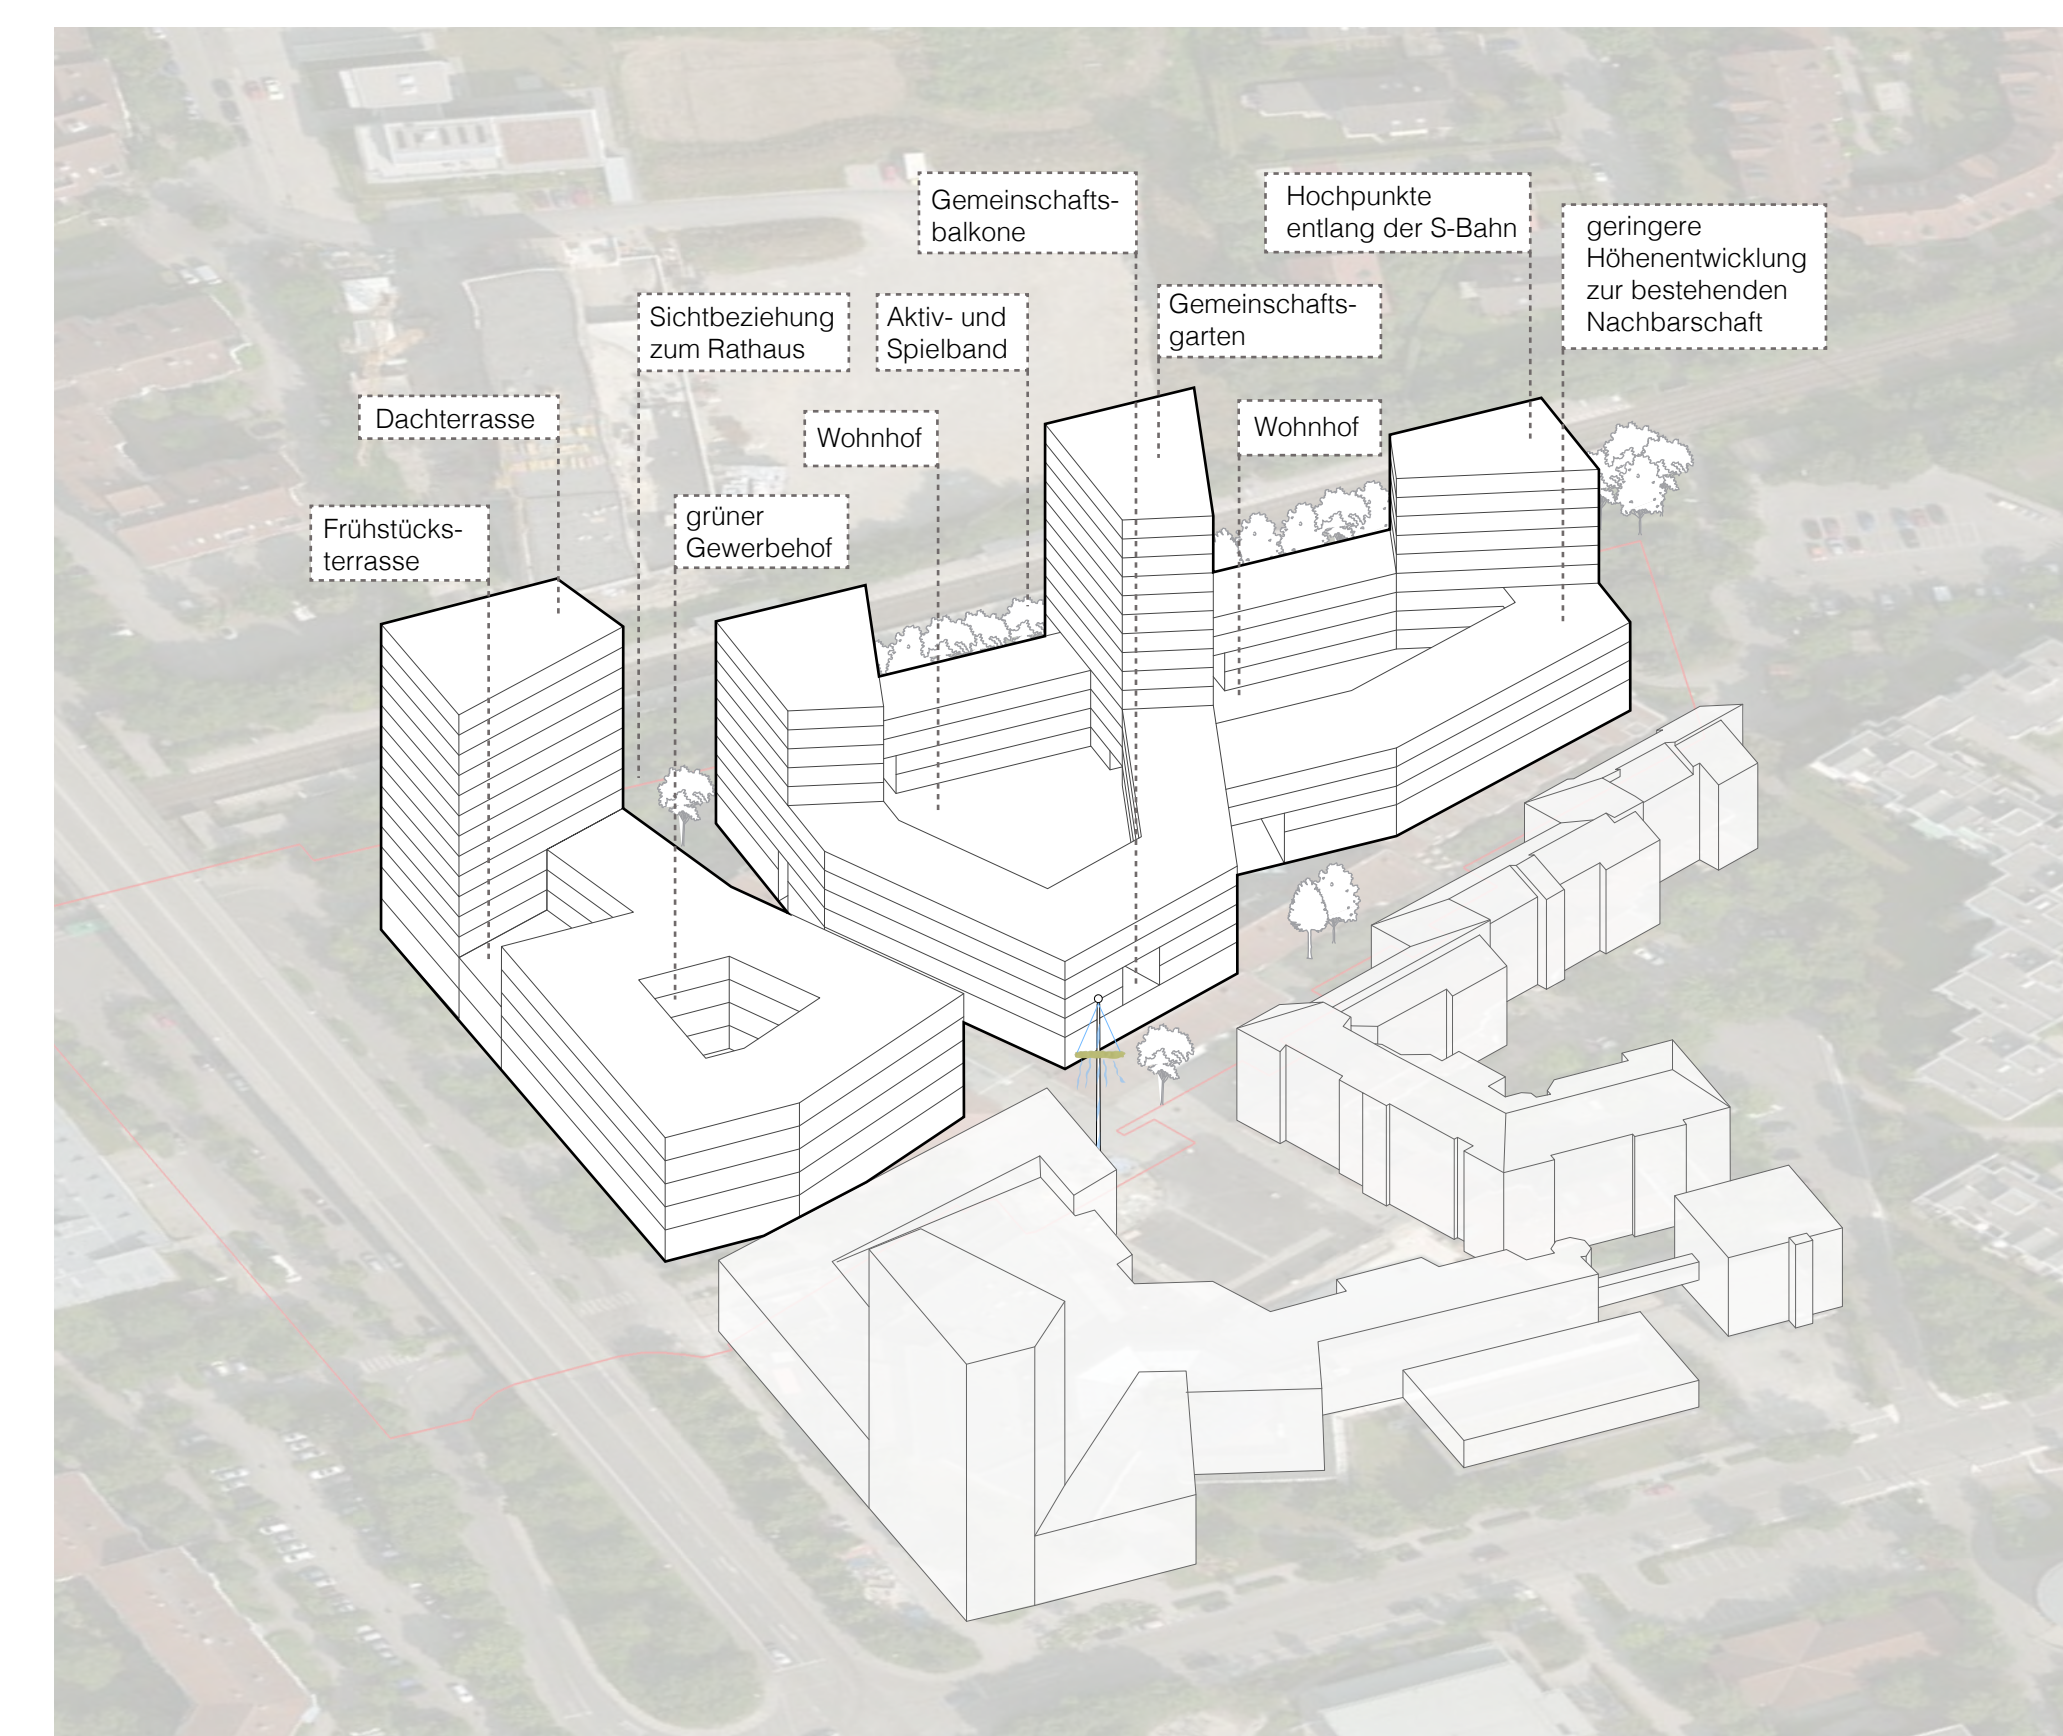 Gemeinschafts-
balkone
Hochpunkte
entlang der S-Bahn
geringere
Höhenentwicklung
zur bestehenden
Nachbarschaft
Sichtbeziehung
zum Rathaus
Aktiv- und
Spielband
Gemeinschafts-
garten
Dachterrasse
Wohnhof
Wohnhof
Frühstücks-
terrasse
grüner
Gewerbehof